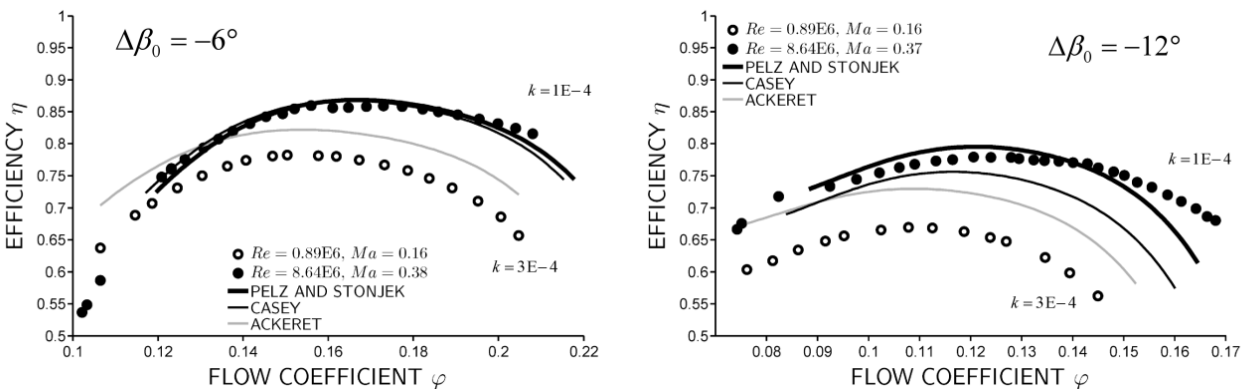 Δβ₀ = −6°
EFFICIENCY η
1
0.95
0.9
0.85
0.8
0.75
0.7
0.65
0.6
0.55
0.5
k = 1E−4
Re = 0.89E6, Ma = 0.16
Re = 8.64E6, Ma = 0.38
PELZ AND STONJEK
CASEY
ACKERET
k = 3E−4
0.1 0.12 0.14 0.16 0.18 0.2 0.22
FLOW COEFFICIENT φ
Δβ₀ = −12°
EFFICIENCY η
1
0.95
0.9
0.85
0.8
0.75
0.7
0.65
0.6
0.55
0.5
Re = 0.89E6, Ma = 0.16
Re = 8.64E6, Ma = 0.37
PELZ AND STONJEK
CASEY
ACKERET
k = 1E−4
k = 3E−4
0.08 0.09 0.1 0.11 0.12 0.13 0.14 0.15 0.16 0.17
FLOW COEFFICIENT φ